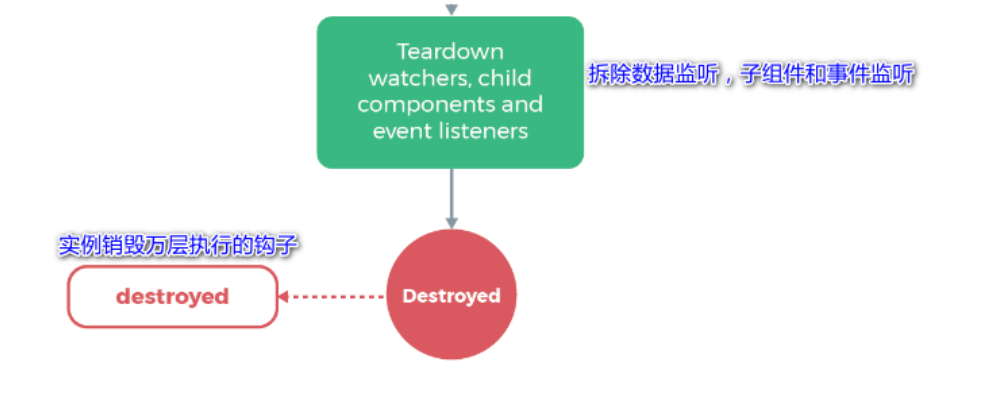 Teardown
watchers, child
components and
event listeners
拆除数据监听，子组件和事件监听
实例销毁万层执行的钩子
destroyed
Destroyed